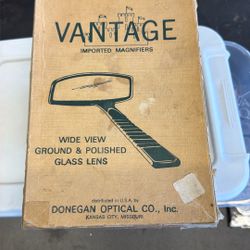 VANTAGE
IMPORTED MAGNIFIERS
WIDE VIEW
GROUND & POLISHED
GLASS LENS
distributed in U.S.A. by
DONEGAN OPTICAL CO., Inc.
KANSAS CITY, MISSOURI